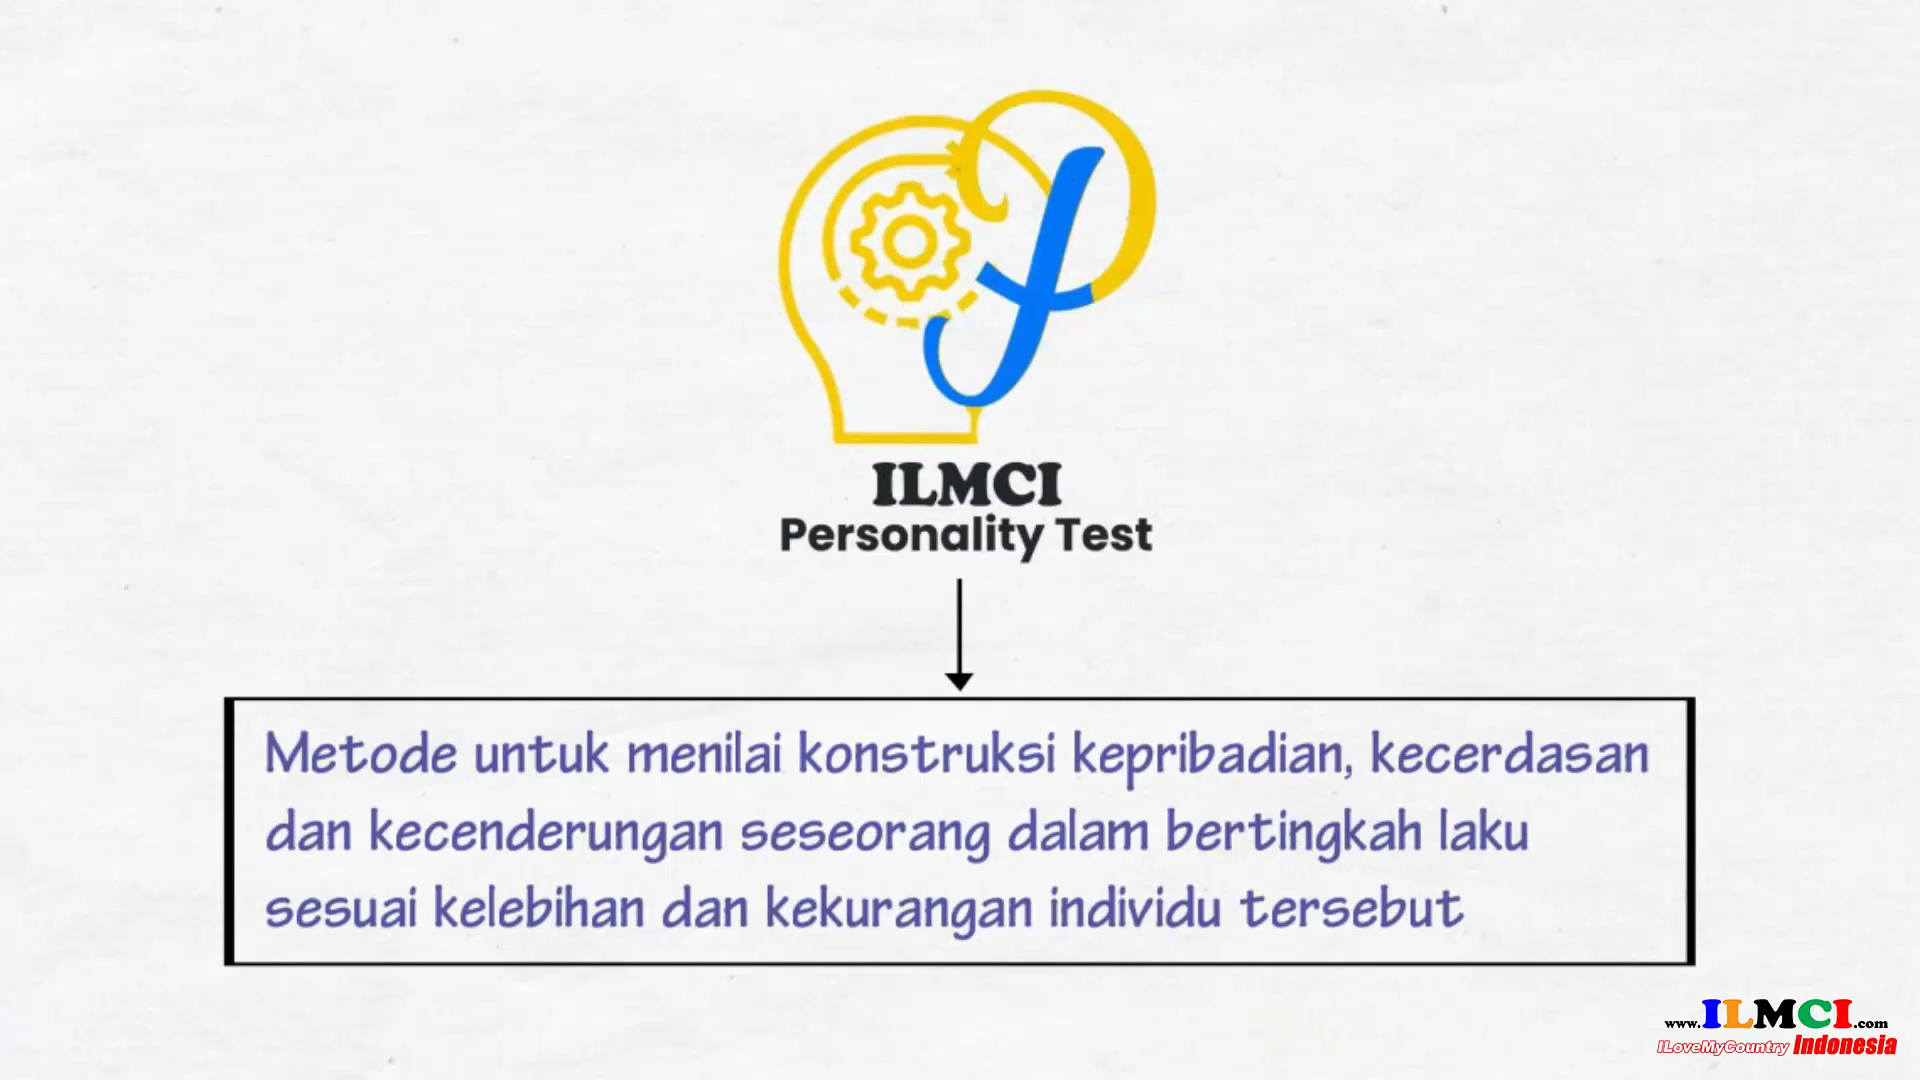 ILMCI
Personality Test
Metode untuk menilai konstruksi kepribadian, kecerdasan
dan kecenderungan seseorang dalam bertingkah laku
sesuai kelebihan dan kekurangan individu tersebut
www.ILMCI.com
ILoveMyCountry Indonesia